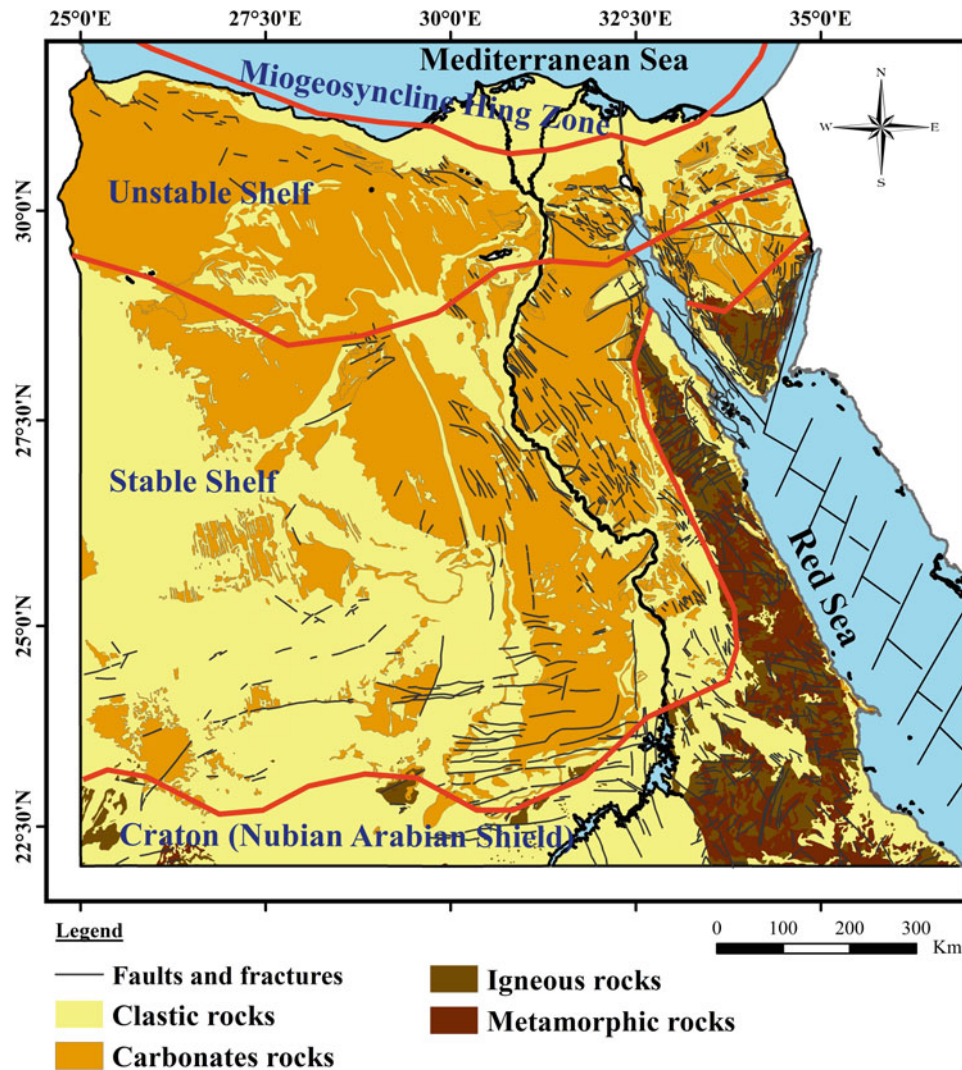 25°0'E 27°30'E 30°0'E 32°30'E 35°0'E
Mediterranean Sea
Miogeosyncline Hing Zone
N
W E
S
Unstable Shelf
30°0'N
27°30'N
Stable Shelf
Red Sea
25°0'N
22°30'N
Craton (Nubian Arabian Shield)
Legend
0 100 200 300
Km
Faults and fractures
Igneous rocks
Clastic rocks
Metamorphic rocks
Carbonates rocks